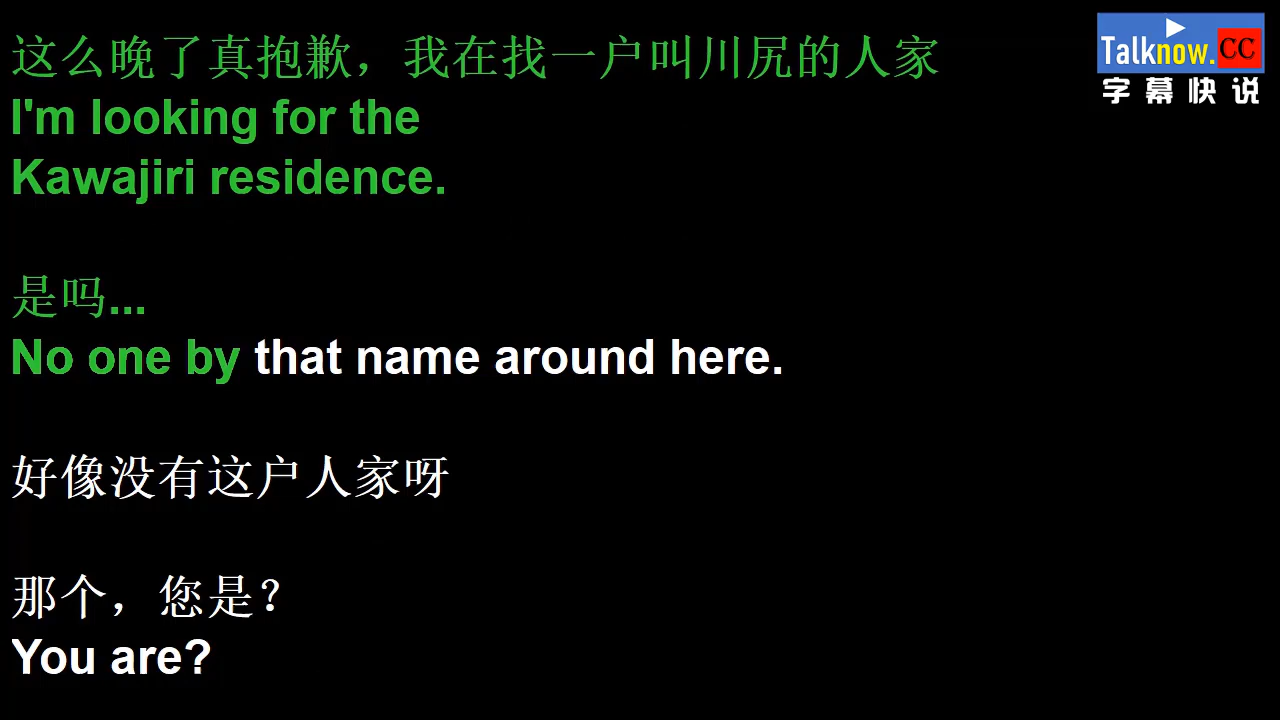 这么晚了真抱歉，我在找一户叫川尻的人家
I'm looking for the
Kawajiri residence.
是吗...
No one by that name around here.
好像没有这户人家呀
那个，您是？
You are?
Talknow.CC
字幕快说